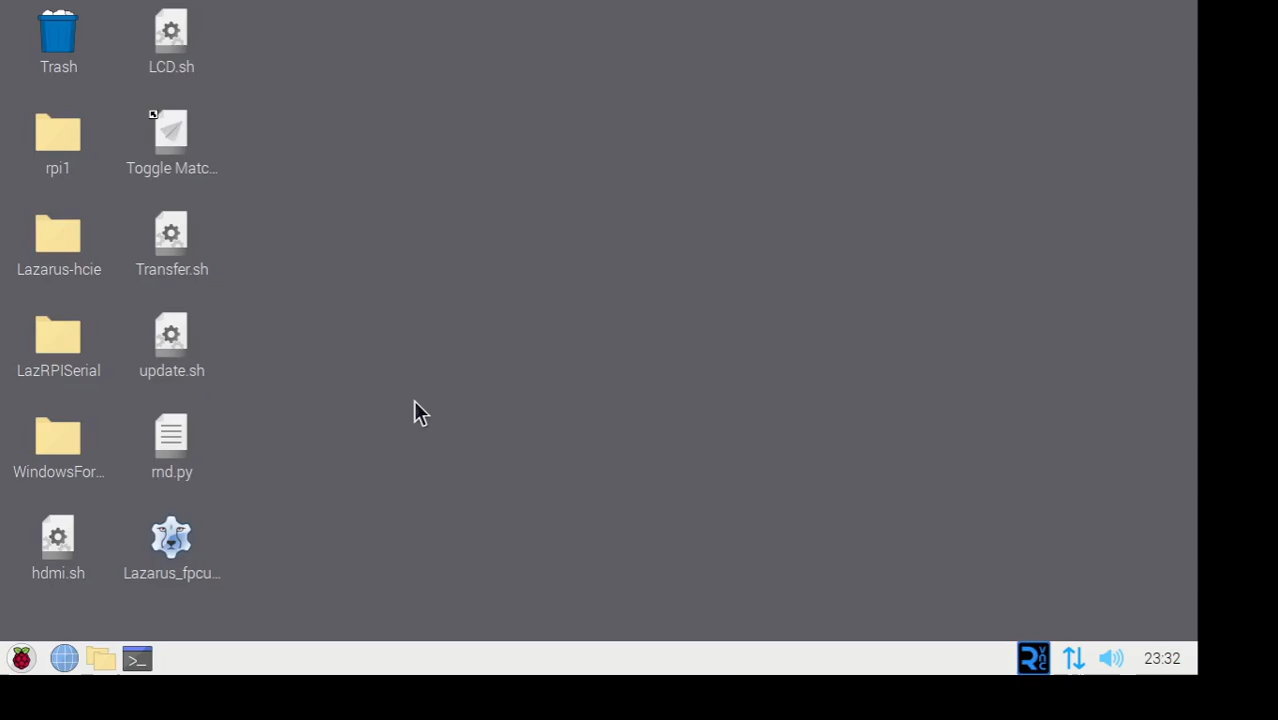 Trash
LCD.sh
rpi1
Toggle Matc...
Lazarus-hcie
Transfer.sh
LazRPISerial
update.sh
WindowsFor...
rnd.py
hdmi.sh
Lazarus_fpcu...
>_
VNC
23:32